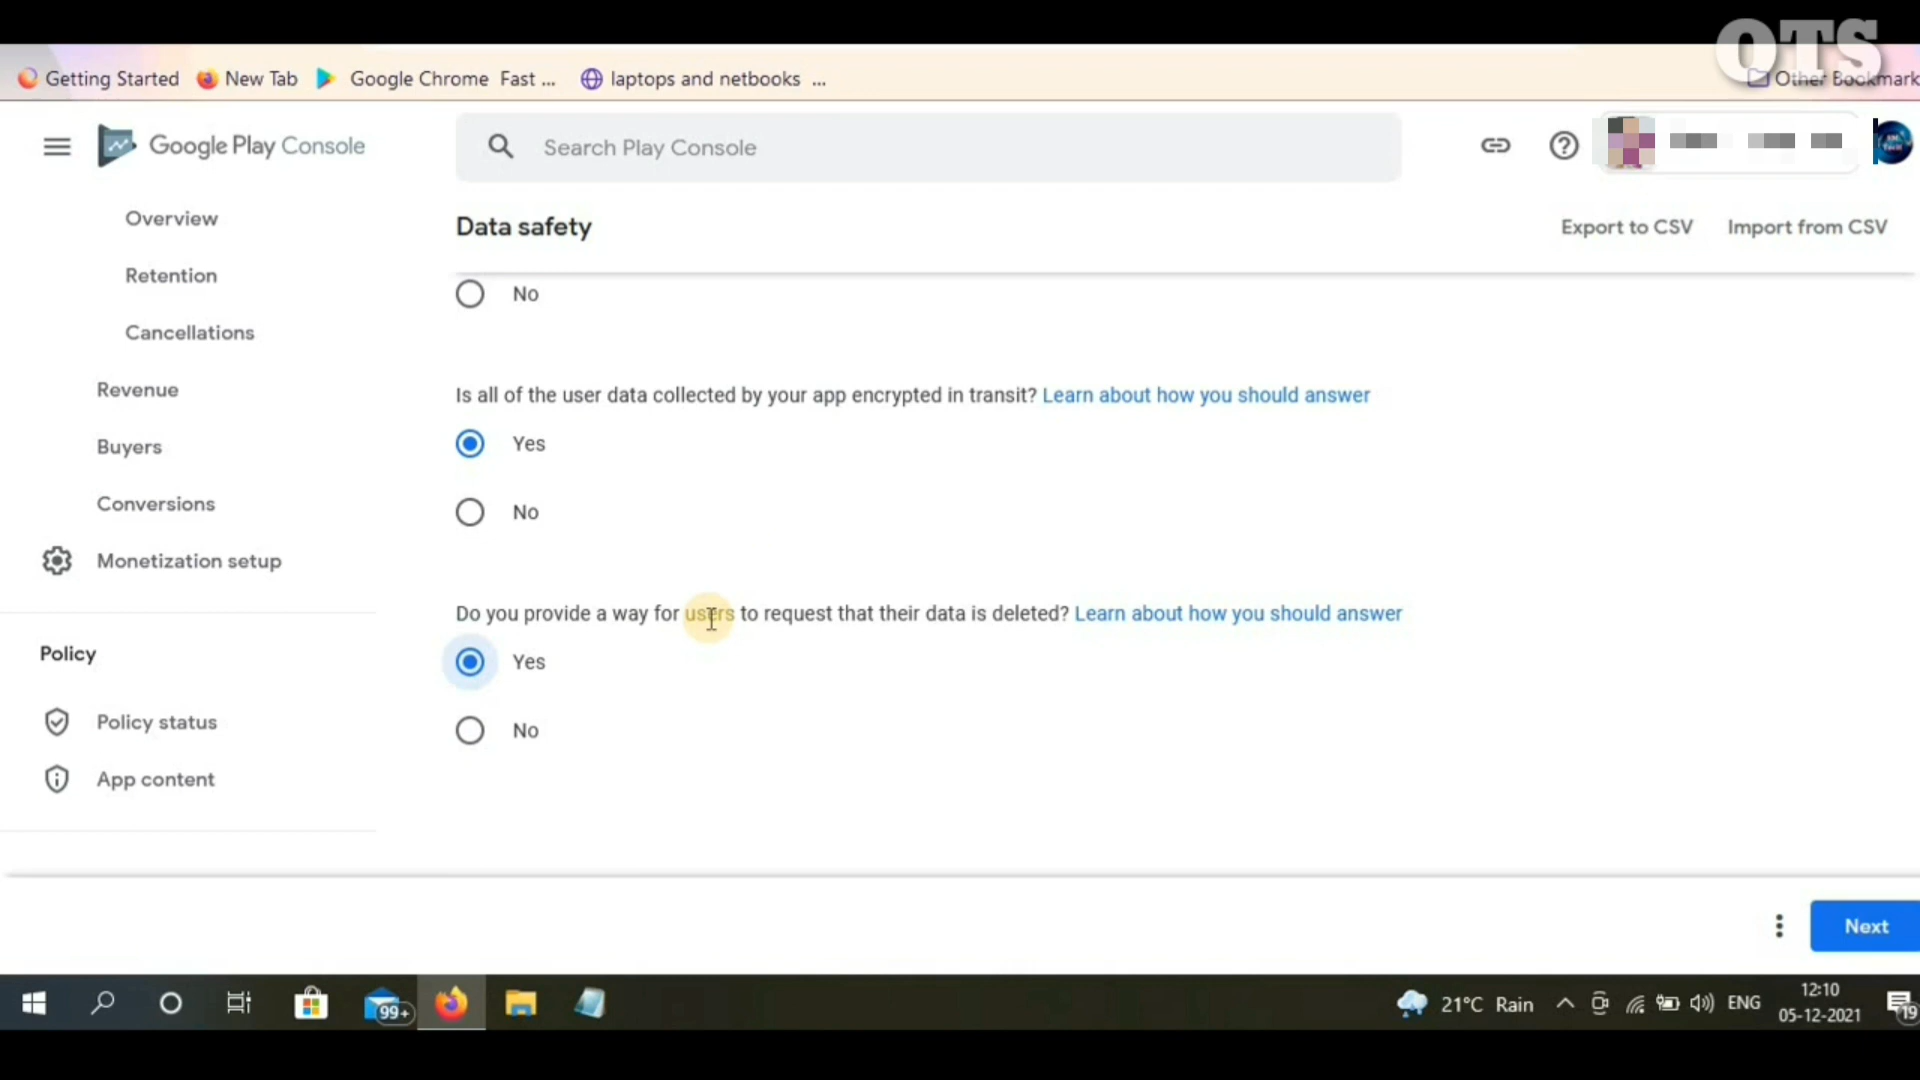 OTS
Getting Started New Tab Google Chrome Fast ... laptops and netbooks ... Other Bookmark
Google Play Console
Search Play Console
Overview
Retention
Cancellations
Revenue
Buyers
Conversions
Monetization setup
Policy
Policy status
App content
Data safety
Export to CSV Import from CSV
No
Is all of the user data collected by your app encrypted in transit? Learn about how you should answer
Yes
No
Do you provide a way for users to request that their data is deleted? Learn about how you should answer
Yes
No
Next
99+
21°C Rain
ENG
12:10
05-12-2021
19